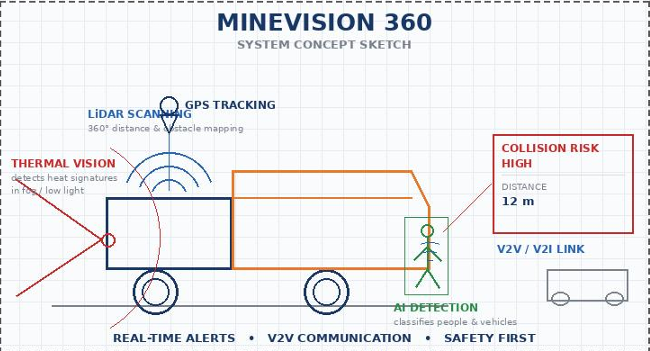 MINEVISION 360
SYSTEM CONCEPT SKETCH
GPS TRACKING
LiDAR SCANNING
360° distance & obstacle mapping
THERMAL VISION
detects heat signatures
in fog / low light
COLLISION RISK
HIGH
DISTANCE
12 m
V2V / V2I LINK
AI DETECTION
classifies people & vehicles
REAL-TIME ALERTS • V2V COMMUNICATION • SAFETY FIRST